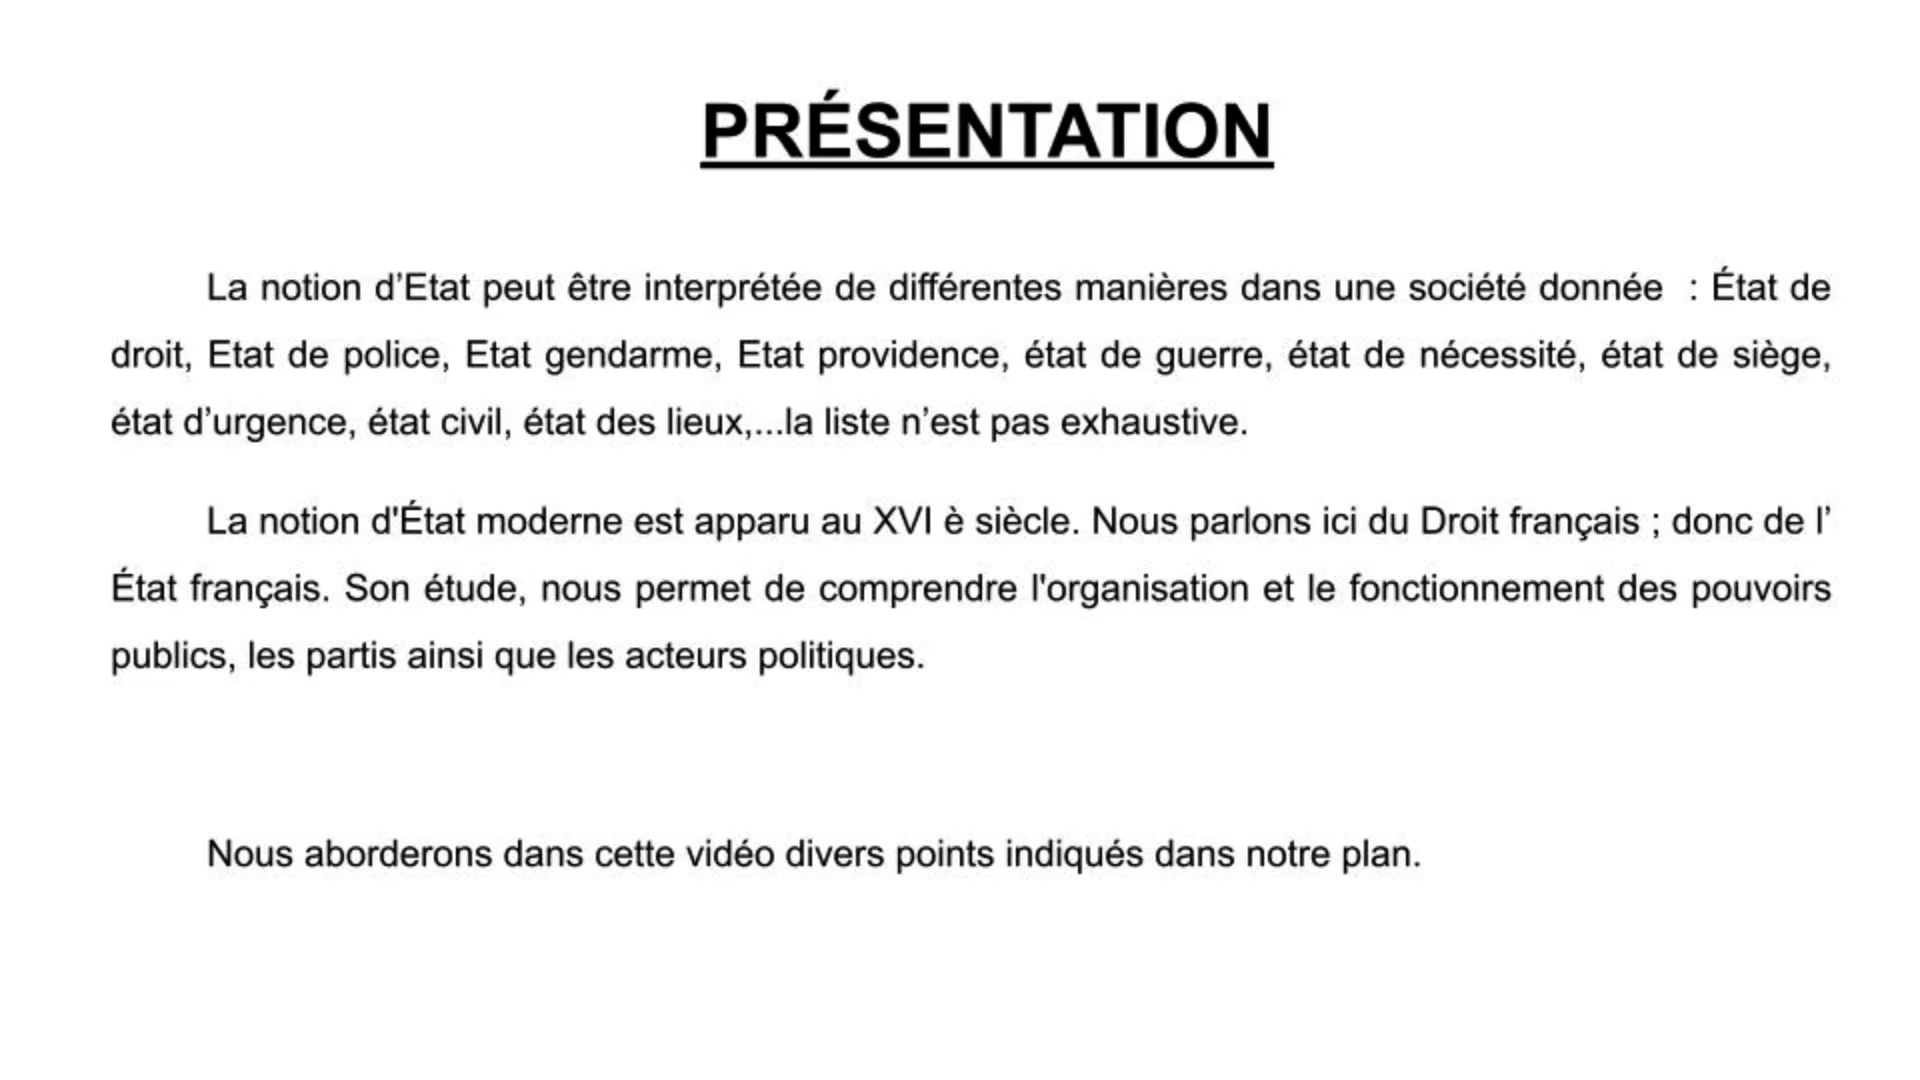 PRÉSENTATION
La notion d’Etat peut être interprétée de différentes manières dans une société donnée  : État de
droit, Etat de police, Etat gendarme, Etat providence, état de guerre, état de nécessité, état de siège,
état d’urgence, état civil, état des lieux,...la liste n’est pas exhaustive.
La notion d'État moderne est apparu au XVI è siècle. Nous parlons ici du Droit français ; donc de l’
État français. Son étude, nous permet de comprendre l'organisation et le fonctionnement des pouvoirs
publics, les partis ainsi que les acteurs politiques.
Nous aborderons dans cette vidéo divers points indiqués dans notre plan.